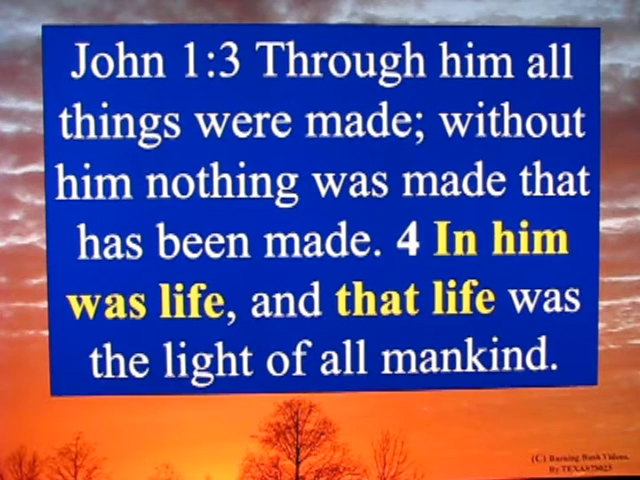 John 1:3 Through him all
things were made; without
him nothing was made that
has been made. 4 In him
was life, and that life was
the light of all mankind.
(C) Burning Bush Videos.
By TEXAS75023